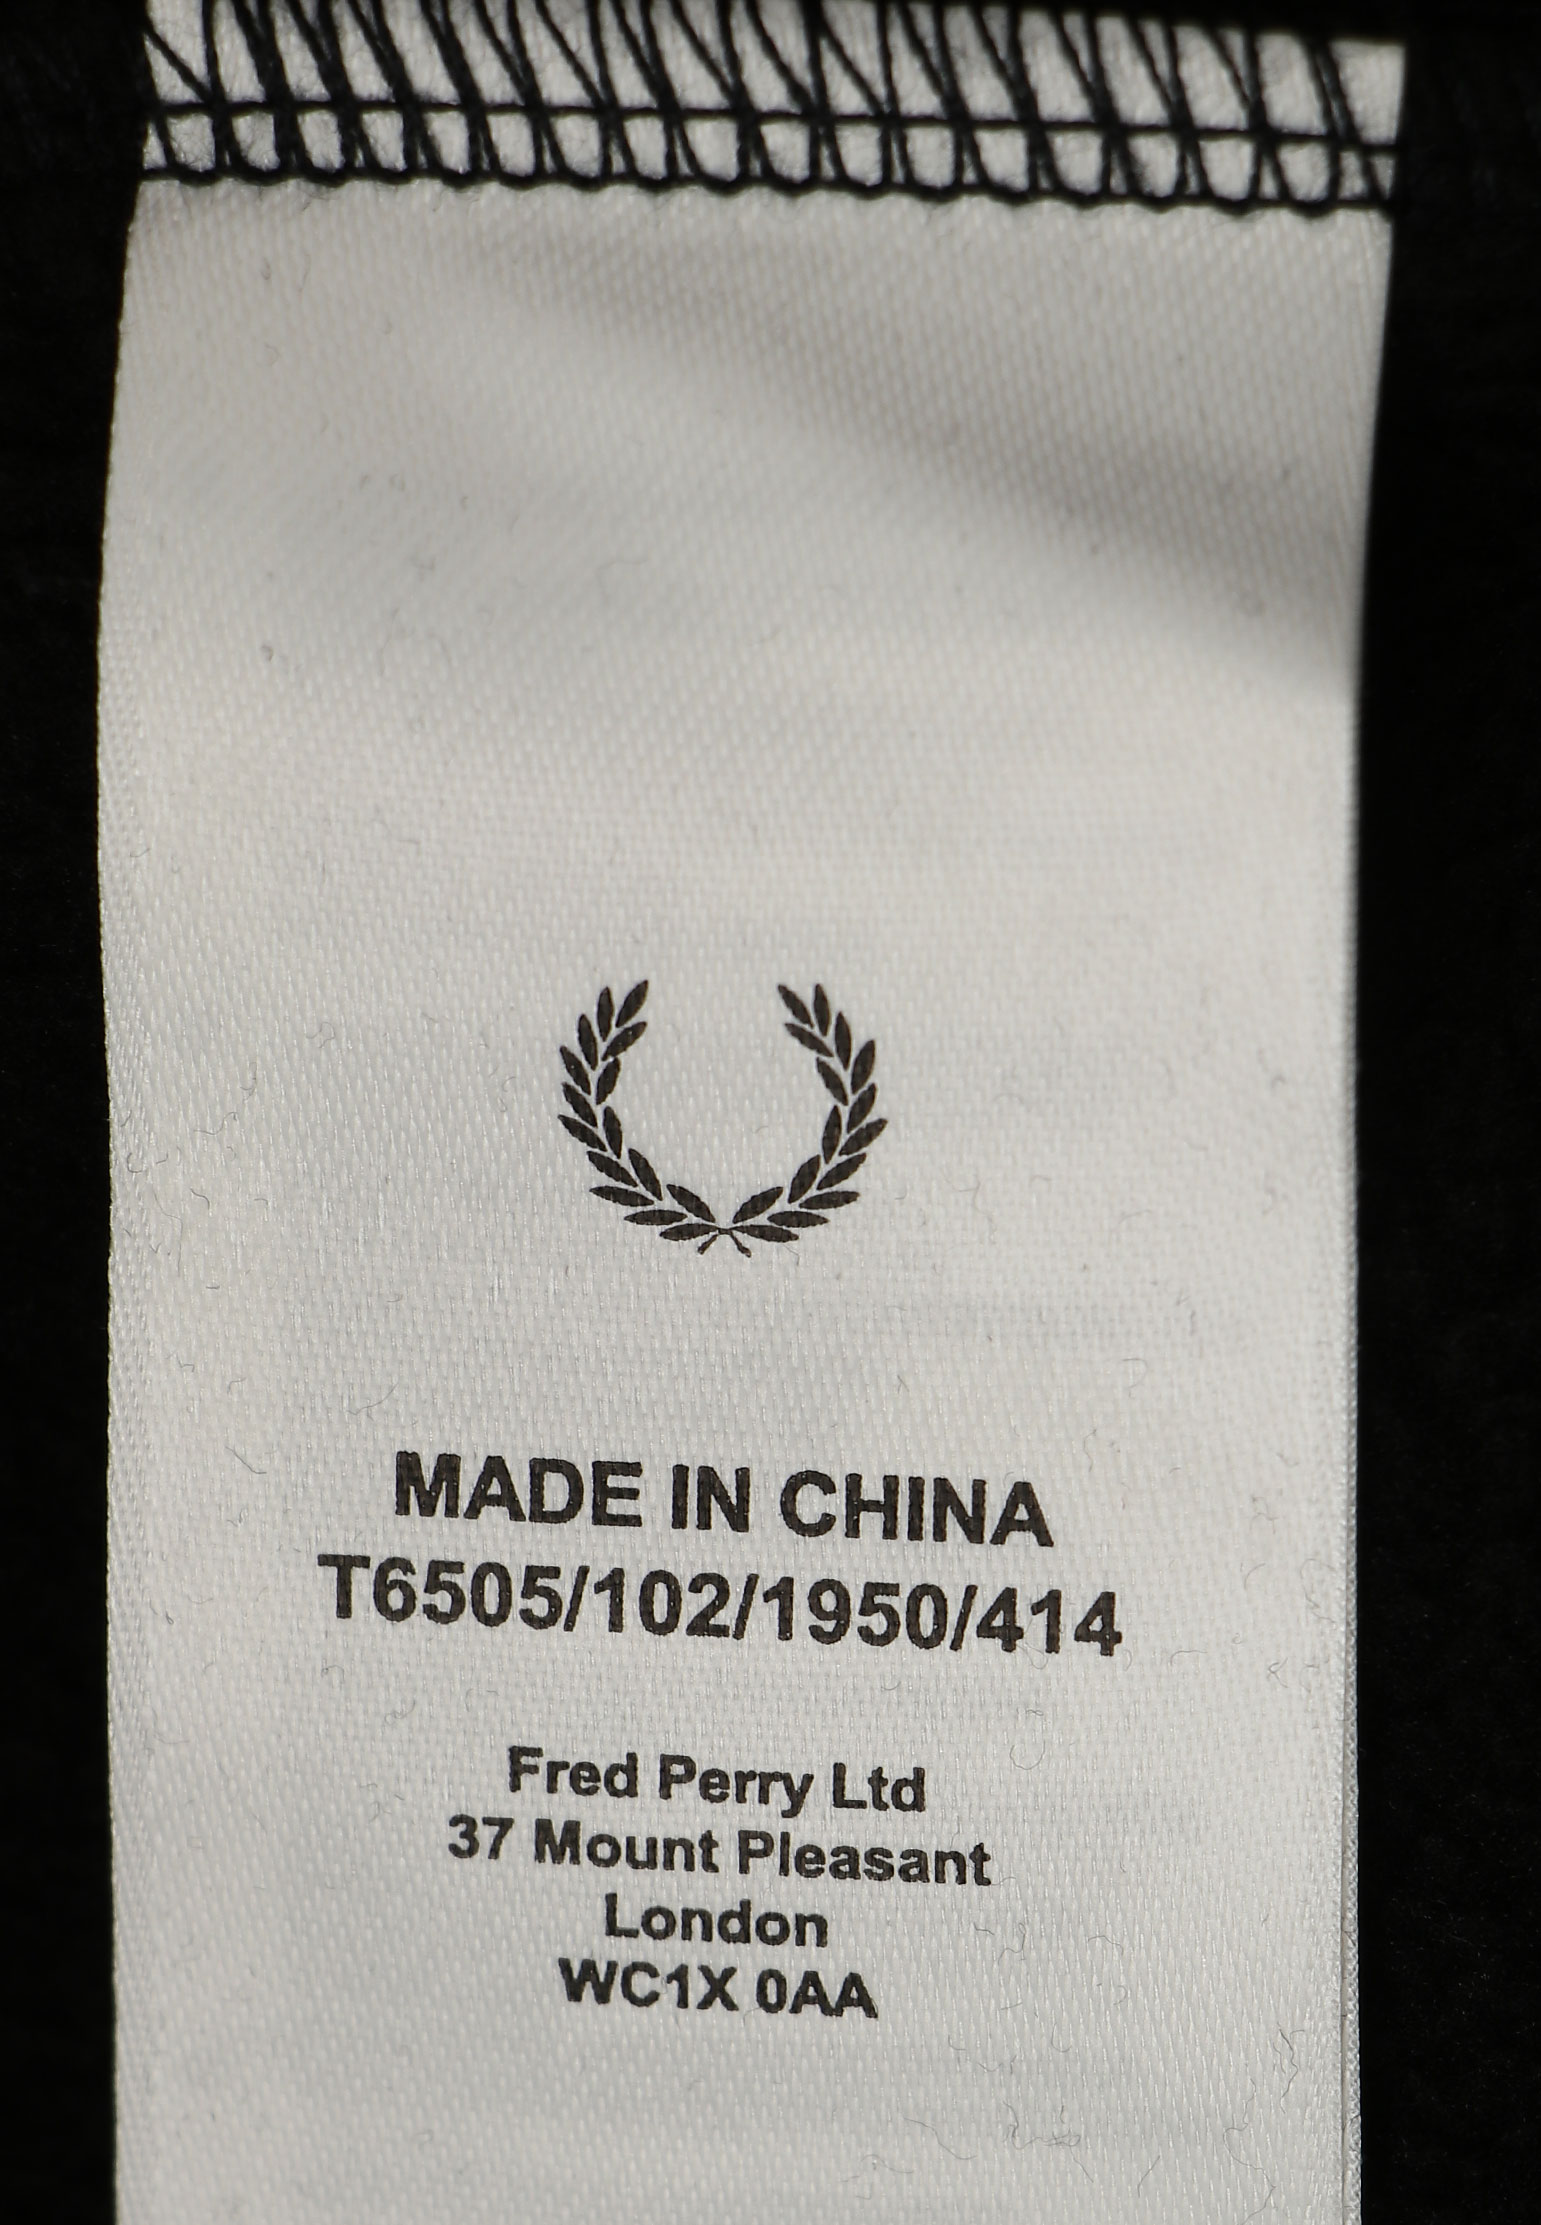 MADE IN CHINA
T6505/102/1950/414
Fred Perry Ltd
37 Mount Pleasant
London
WC1X 0AA